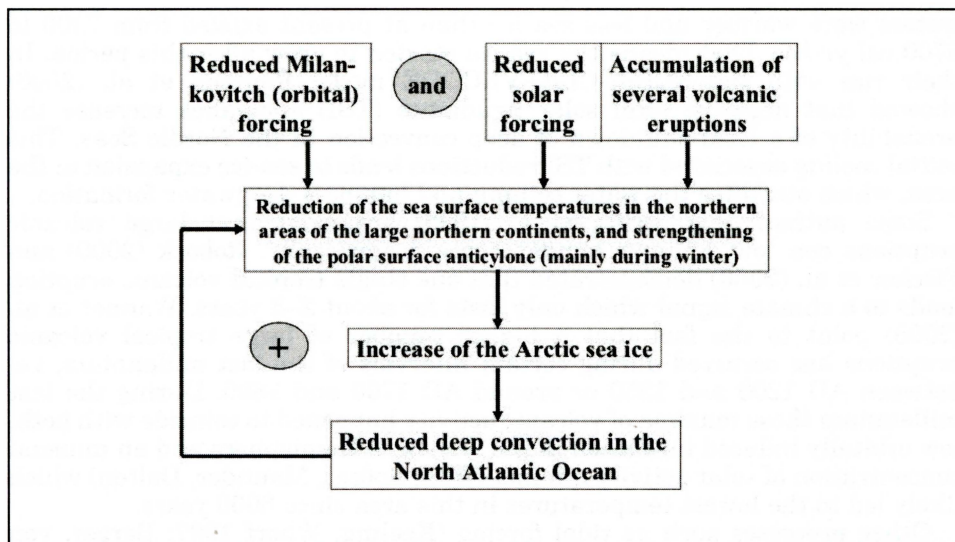 Reduced Milan-
kovitch (orbital)
forcing
and
Reduced
solar
forcing
Accumulation of
several volcanic
eruptions
Reduction of the sea surface temperatures in the northern
areas of the large northern continents, and strengthening
of the polar surface anticylone (mainly during winter)
+
Increase of the Arctic sea ice
Reduced deep convection in the
North Atlantic Ocean